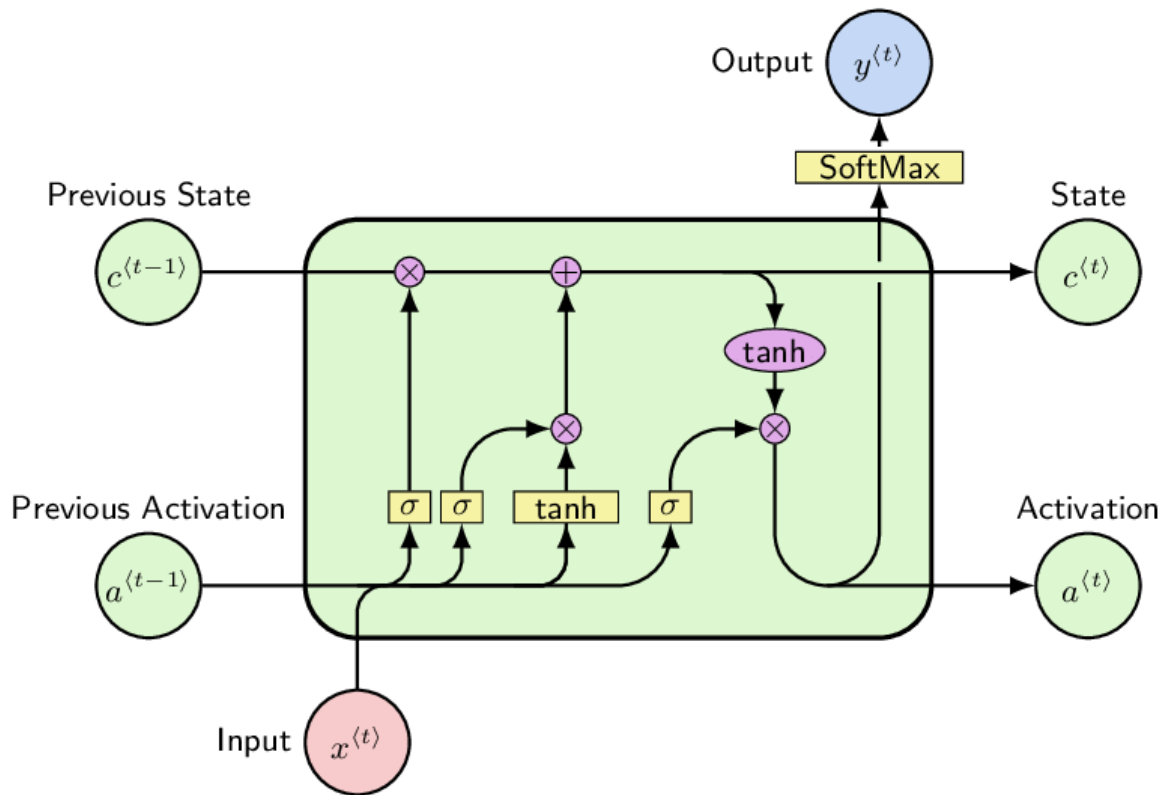 Output
y⟨t⟩
SoftMax
Previous State
State
c⟨t−1⟩
×
+
c⟨t⟩
tanh
×
×
Previous Activation
σ
σ
tanh
σ
Activation
a⟨t−1⟩
a⟨t⟩
Input
x⟨t⟩